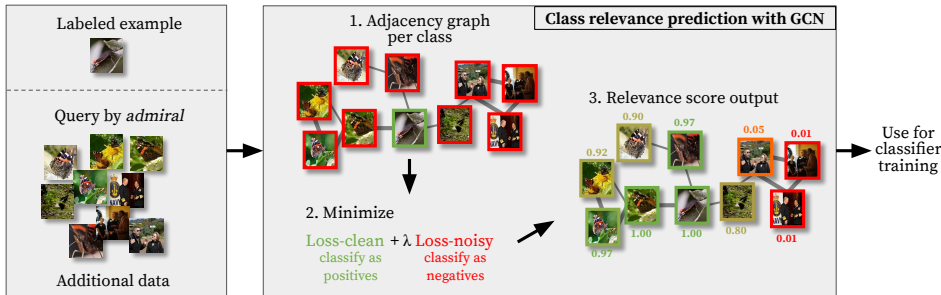 Labeled example
Query by admiral
Additional data
Class relevance prediction with GCN
1. Adjacency graph
per class
2. Minimize
Loss-clean + λ Loss-noisy
classify as
positives
classify as
negatives
3. Relevance score output
0.90
0.97
0.05
0.01
0.92
0.97
1.00
1.00
0.80
0.01
Use for
classifier
training